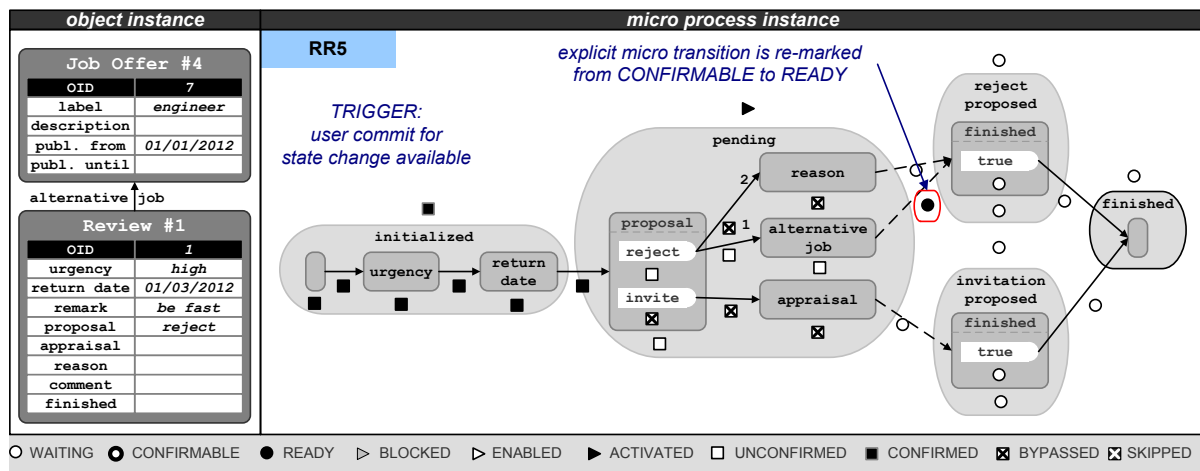 object instance
micro process instance
Job Offer #4
OID 7
label engineer
description
publ. from 01/01/2012
publ. until
alternative job
Review #1
OID 1
urgency high
return date 01/03/2012
remark be fast
proposal reject
appraisal
reason
comment
finished
RR5
TRIGGER:
user commit for
state change available
explicit micro transition is re-marked
from CONFIRMABLE to READY
initialized
urgency
return
date
pending
proposal
reject
invite
2
1
reason
alternative
job
appraisal
reject
proposed
finished
true
invitation
proposed
finished
true
finished
WAITING CONFIRMABLE READY BLOCKED ENABLED ACTIVATED UNCONFIRMED CONFIRMED BYPASSED SKIPPED